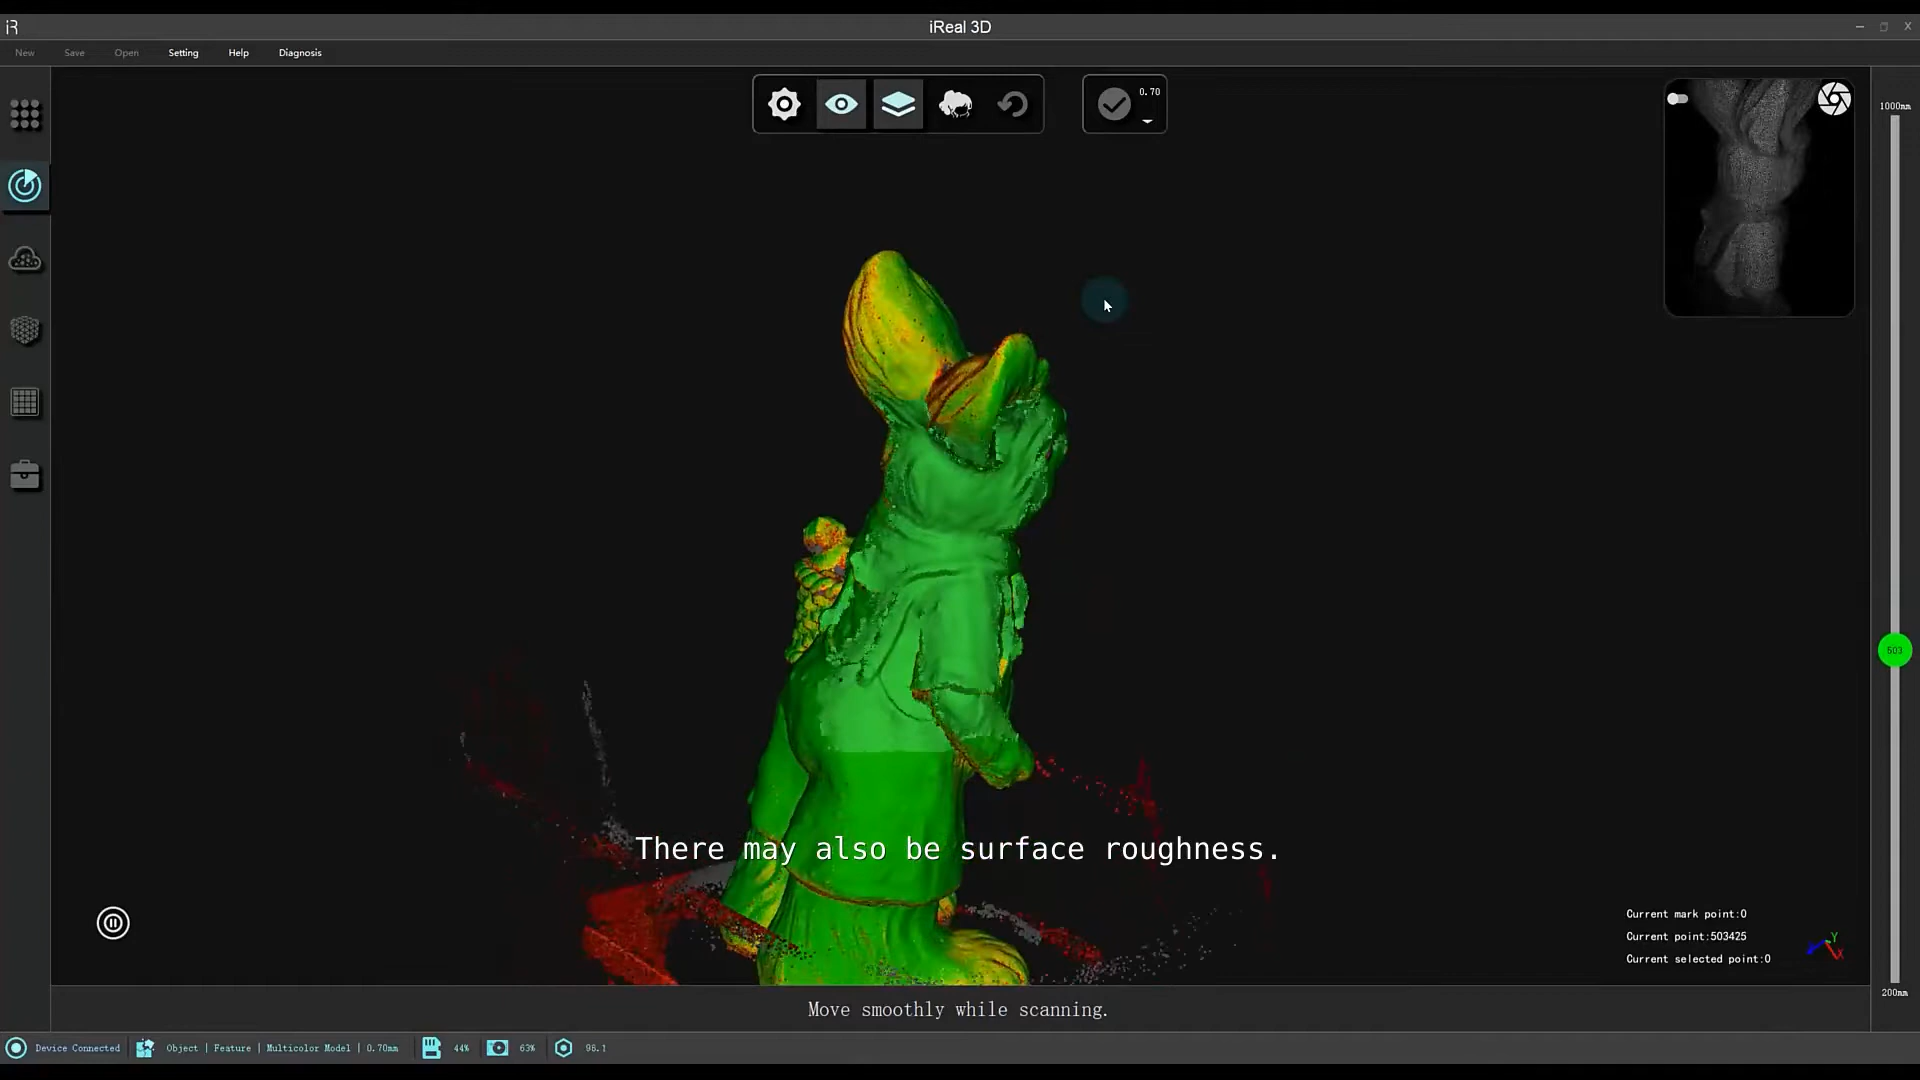 iR
iReal 3D
New
Save
Open
Setting
Help
Diagnosis
0.70
1000mm
503
There may also be surface roughness.
Current mark point:0
Current point:503425
Current selected point:0
Y
X
200mm
Move smoothly while scanning.
Device Connected
Object | Feature | Multicolor Model | 0.70mm
44%
63%
98.1